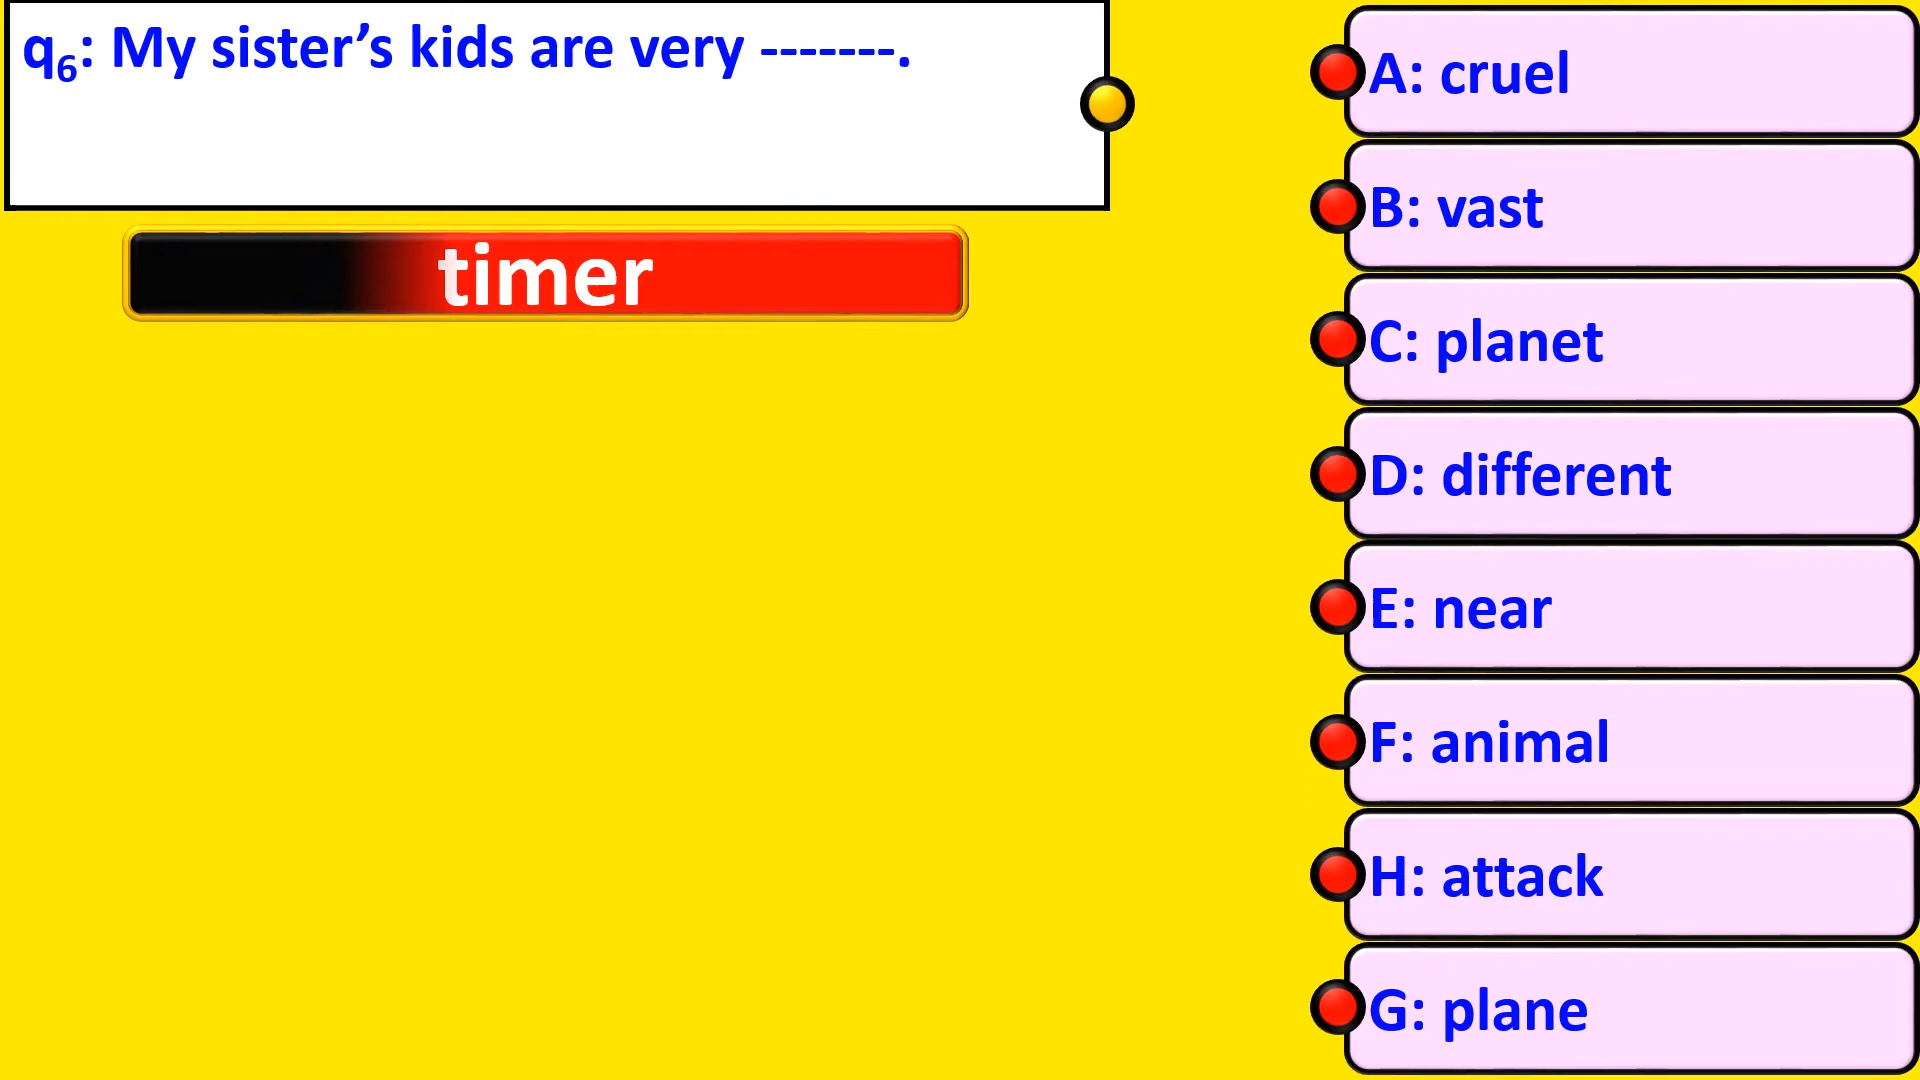 q6: My sister’s kids are very -------.
timer
A: cruel
B: vast
C: planet
D: different
E: near
F: animal
H: attack
G: plane